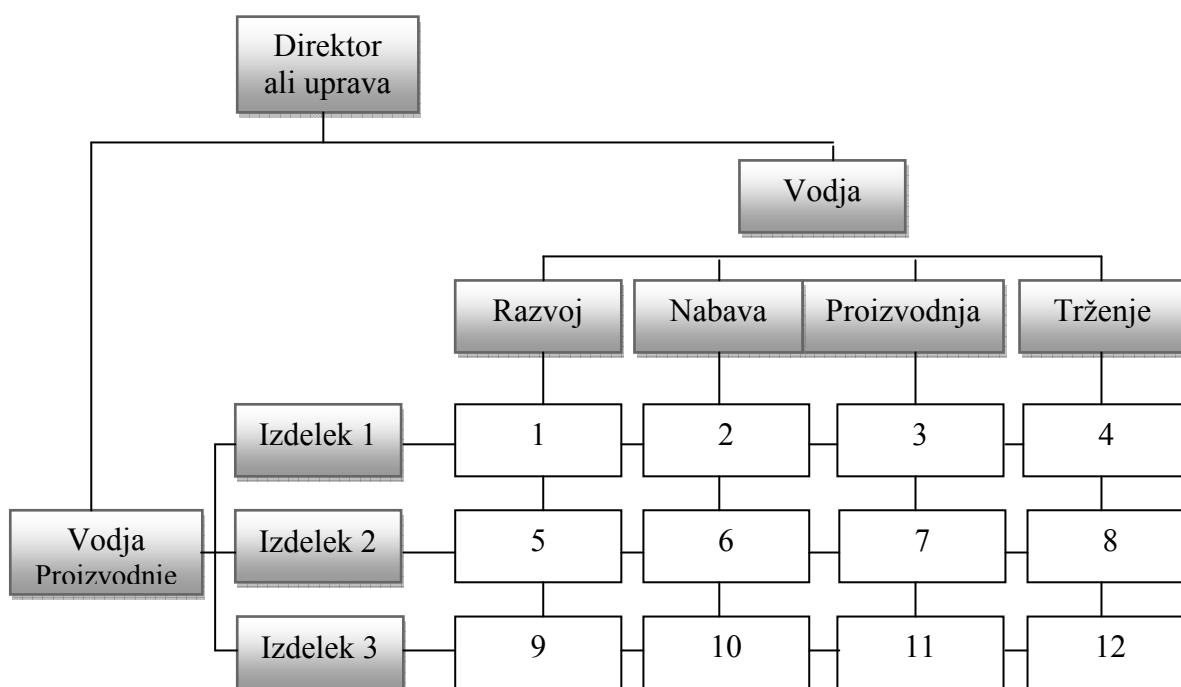 Direktor
ali uprava
Vodja
Razvoj
Nabava
Proizvodnja
Trženje
Izdelek 1
1
2
3
4
Vodja
Proizvodnje
Izdelek 2
5
6
7
8
Izdelek 3
9
10
11
12